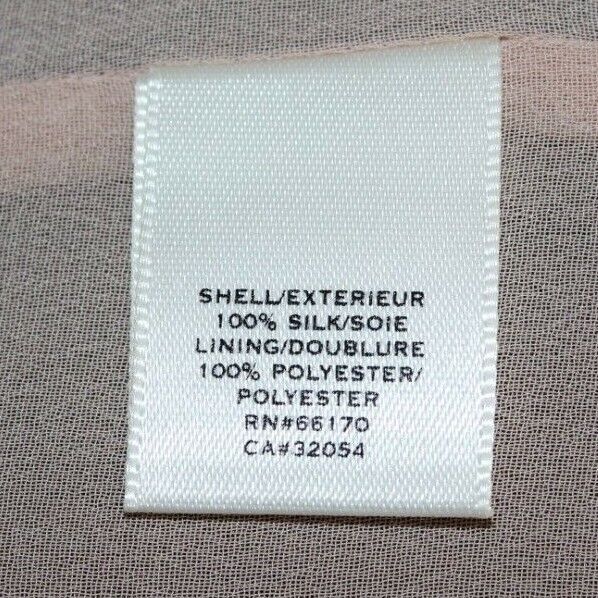 SHELL/EXTERIEUR
100% SILK/SOIE
LINING/DOUBLURE
100% POLYESTER/
POLYESTER
RN#66170
CA#32054